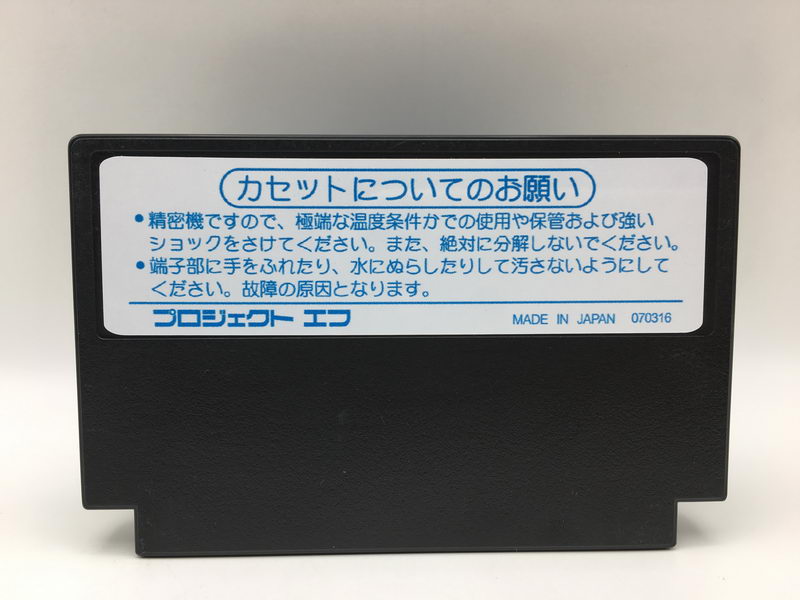 カセットについてのお願い
●精密機ですので、極端な温度条件かでの使用や保管および強い
ショックをさけてください。また、絶対に分解しないでください。
●端子部に手をふれたり、水にぬらしたりして汚さないようにして
ください。故障の原因となります。
プロジェクト エフ MADE IN JAPAN 070316